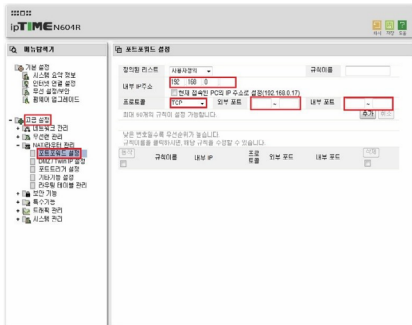 ipTIME N604R
메뉴탐색기
포트포워드 설정
기본 설정
시스템 요약 정보
인터넷 연결 설정
무선 설정/보안
펌웨어 업그레이드
고급 설정
네트워크 관리
무선랜 관리
NAT/라우터 관리
포트포워드 설정
DMZ/Twin IP 설정
포트트리거 설정
기타기능 설정
라우팅 테이블 관리
보안 기능
특수기능
트래픽 관리
시스템 관리
정의된 리스트 사용자정의 규칙이름
내부 IP주소 192 168 0
현재 접속된 PC의 IP 주소로 설정(192.168.0.17)
프로토콜 TCP 외부 포트 ~ 내부 포트 ~
최대 60개의 규칙이 설정 가능합니다. 추가 취소
낮은 번호일수록 우선순위가 높습니다.
규칙이름을 클릭하시면, 해당 규칙을 수정할 수 있습니다.
규칙이름 내부 IP 프로토콜 외부 포트 내부 포트 삭제